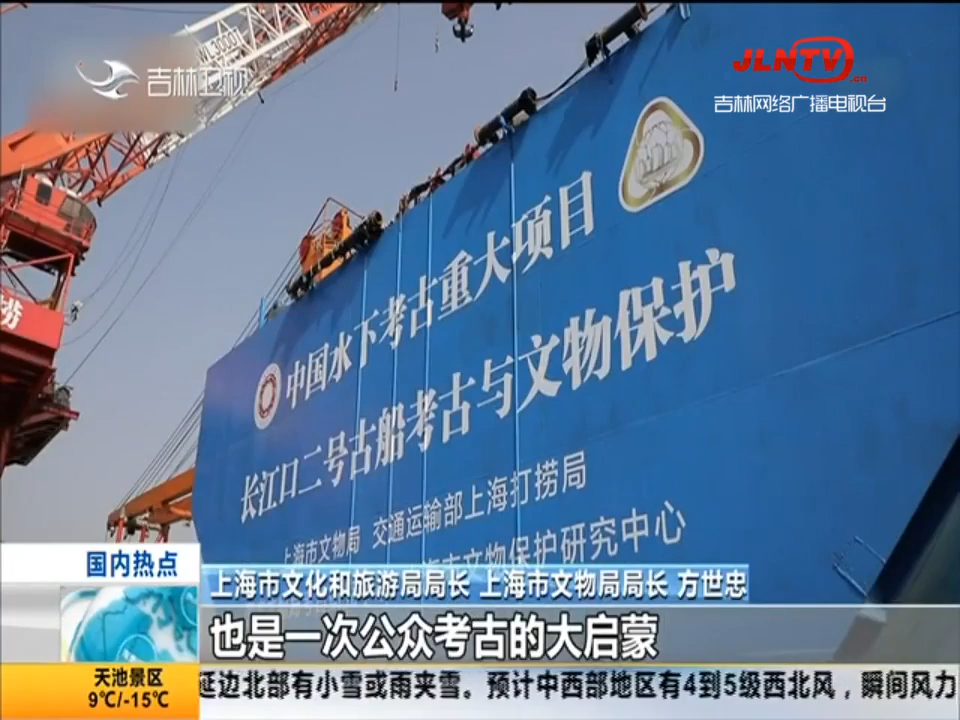 WL30001
吉林卫视
JLNTV
.cn
吉林网络广播电视台
中国水下考古重大项目
长江口二号古船考古与文物保护
上海市文物局 交通运输部上海打捞局
市文物保护研究中心
捞
国内热点
上海市文化和旅游局局长 上海市文物局局长 方世忠
也是一次公众考古的大启蒙
天池景区
9℃/-15℃
延边北部有小雪或雨夹雪。预计中西部地区有4到5级西北风，瞬间风力